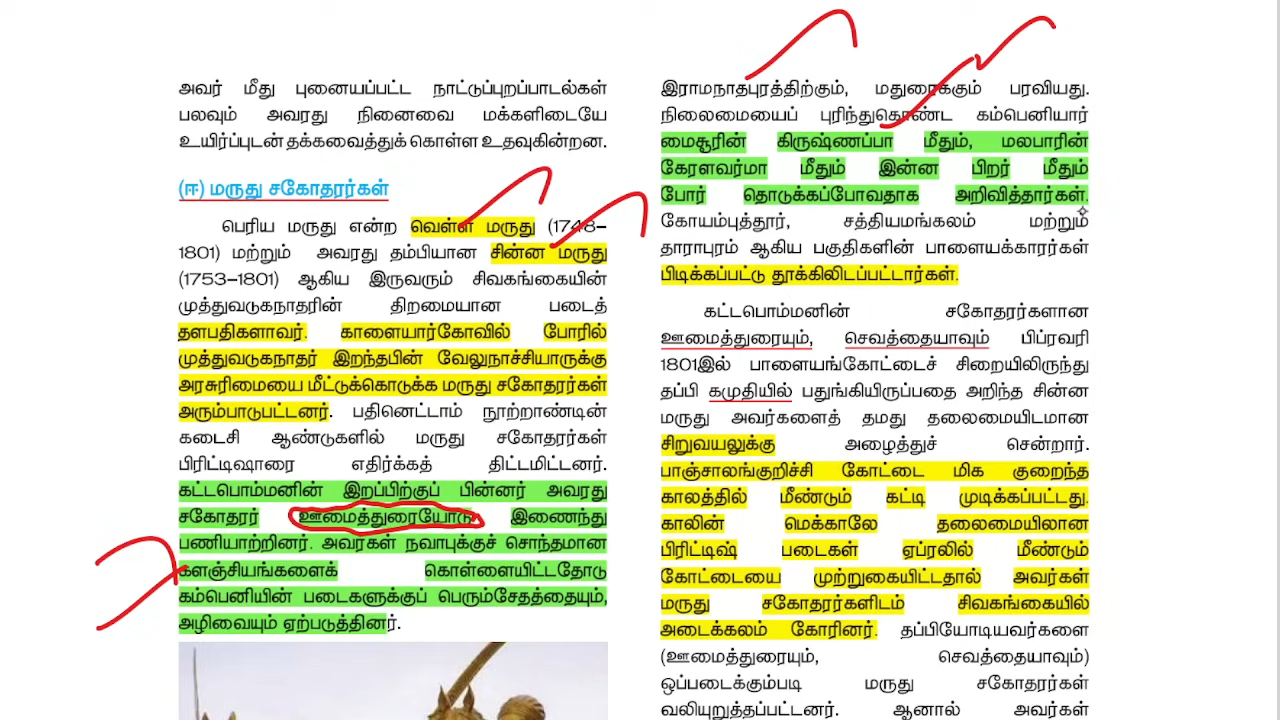 அவர் மீது புனையப்பட்ட நாட்டுப்புறப்பாடல்கள்
பலவும் அவரது நினைவை மக்களிடையே
உயிர்ப்புடன் தக்கவைத்துக் கொள்ள உதவுகின்றன.
(ஈ) மருது சகோதரர்கள்
பெரிய மருது என்ற வெள்ள மருது (1748–
1801) மற்றும் அவரது தம்பியான சின்ன மருது
(1753–1801) ஆகிய இருவரும் சிவகங்கையின்
முத்துவடுகநாதரின் திறமையான படைத்
தளபதிகளாவர். காளையார்கோவில் போரில்
முத்துவடுகநாதர் இறந்தபின் வேலுநாச்சியாருக்கு
அரசுரிமையை மீட்டுக்கொடுக்க மருது சகோதரர்கள்
அரும்பாடுபட்டனர். பதினெட்டாம் நூற்றாண்டின்
கடைசி ஆண்டுகளில் மருது சகோதரர்கள்
பிரிட்டிஷாரை எதிர்க்கத் திட்டமிட்டனர்.
கட்டபொம்மனின் இறப்பிற்குப் பின்னர் அவரது
சகோதரர் ஊமைத்துரையோடு இணைந்து
பணியாற்றினர். அவர்கள் நவாபுக்குச் சொந்தமான
களஞ்சியங்களைக் கொள்ளையிட்டதோடு
கம்பெனியின் படைகளுக்குப் பெரும்சேதத்தையும்,
அழிவையும் ஏற்படுத்தினர்.
இராமநாதபுரத்திற்கும், மதுரைக்கும் பரவியது.
நிலைமையைப் புரிந்துகொண்ட கம்பெனியார்
மைசூரின் கிருஷ்ணப்பா மீதும், மலபாரின்
கேரளவர்மா மீதும் இன்ன பிறர் மீதும்
போர் தொடுக்கப்போவதாக அறிவித்தார்கள்.
கோயம்புத்தூர், சத்தியமங்கலம் மற்றும்
தாராபுரம் ஆகிய பகுதிகளின் பாளையக்காரர்கள்
பிடிக்கப்பட்டு தூக்கிலிடப்பட்டார்கள்.
கட்டபொம்மனின் சகோதரர்களான
ஊமைத்துரையும், செவத்தையாவும் பிப்ரவரி
1801இல் பாளையங்கோட்டைச் சிறையிலிருந்து
தப்பி கமுதியில் பதுங்கியிருப்பதை அறிந்த சின்ன
மருது அவர்களைத் தமது தலைமையிடமான
சிறுவயலுக்கு அழைத்துச் சென்றார்.
பாஞ்சாலங்குறிச்சி கோட்டை மிக குறைந்த
காலத்தில் மீண்டும் கட்டி முடிக்கப்பட்டது.
காலின் மெக்காலே தலைமையிலான
பிரிட்டிஷ் படைகள் ஏப்ரலில் மீண்டும்
கோட்டையை முற்றுகையிட்டதால் அவர்கள்
மருது சகோதரர்களிடம் சிவகங்கையில்
அடைக்கலம் கோரினர். தப்பியோடியவர்களை
(ஊமைத்துரையும், செவத்தையாவும்)
ஒப்படைக்கும்படி மருது சகோதரர்கள்
வலியுறுத்தப்பட்டனர். ஆனால் அவர்கள்